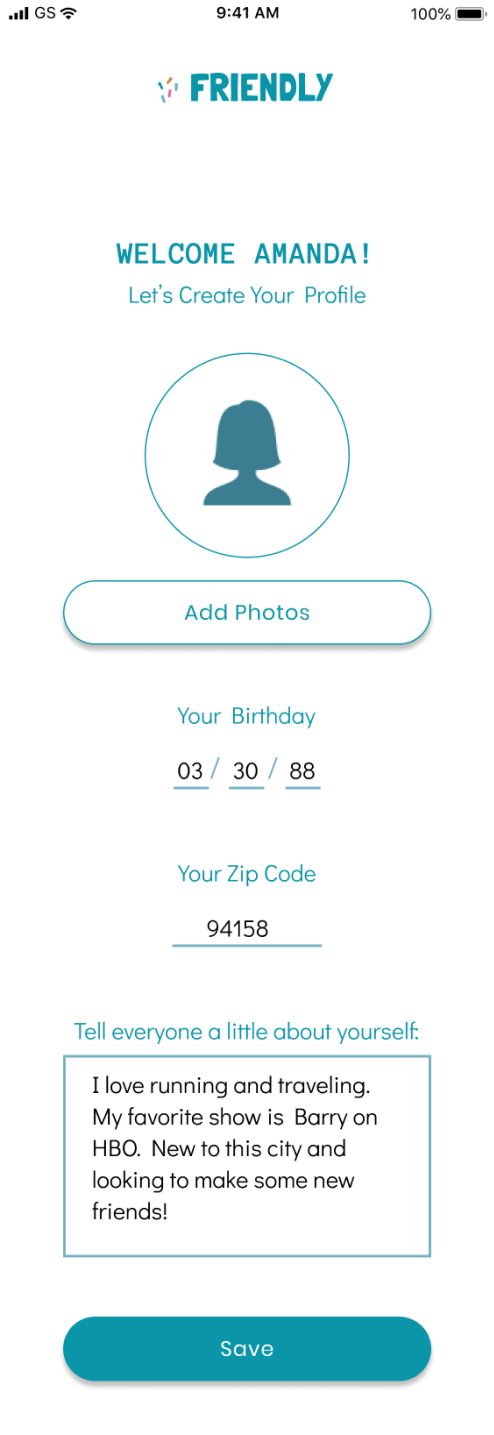 GS 9:41 AM 100%
FRIENDLY
WELCOME AMANDA!
Let's Create Your Profile
Add Photos
Your Birthday
03 / 30 / 88
Your Zip Code
94158
Tell everyone a little about yourself:
I love running and traveling.
My favorite show is Barry on
HBO. New to this city and
looking to make some new
friends!
Save